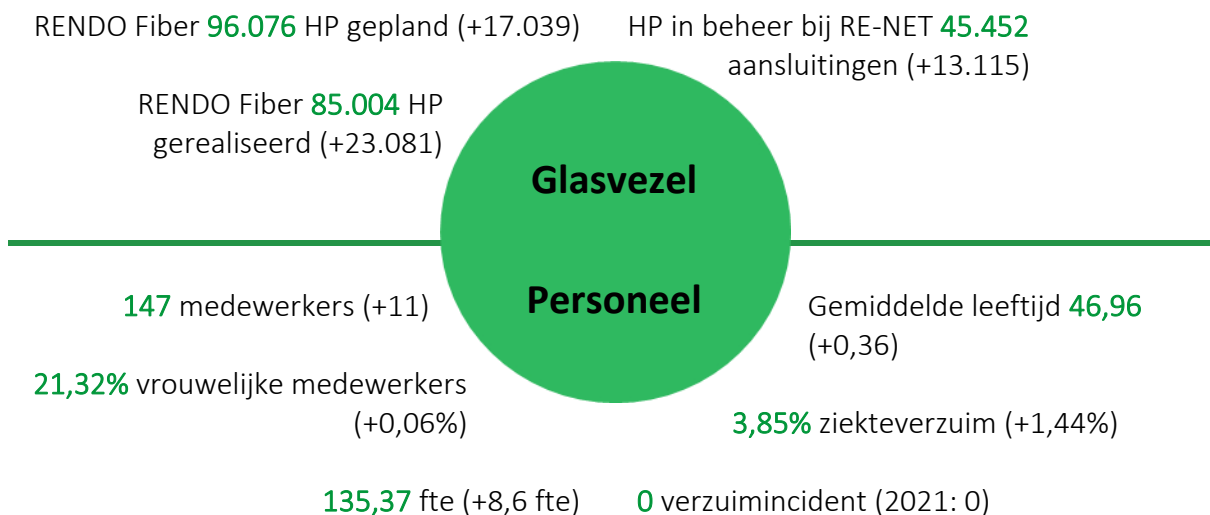 RENDO Fiber 96.076 HP gepland (+17.039)
HP in beheer bij RE-NET 45.452
aansluitingen (+13.115)
RENDO Fiber 85.004 HP
gerealiseerd (+23.081)
Glasvezel
Personeel
147 medewerkers (+11)
Gemiddelde leeftijd 46,96
(+0,36)
21,32% vrouwelijke medewerkers
(+0,06%)
3,85% ziekteverzuim (+1,44%)
135,37 fte (+8,6 fte)
0 verzuimincident (2021: 0)